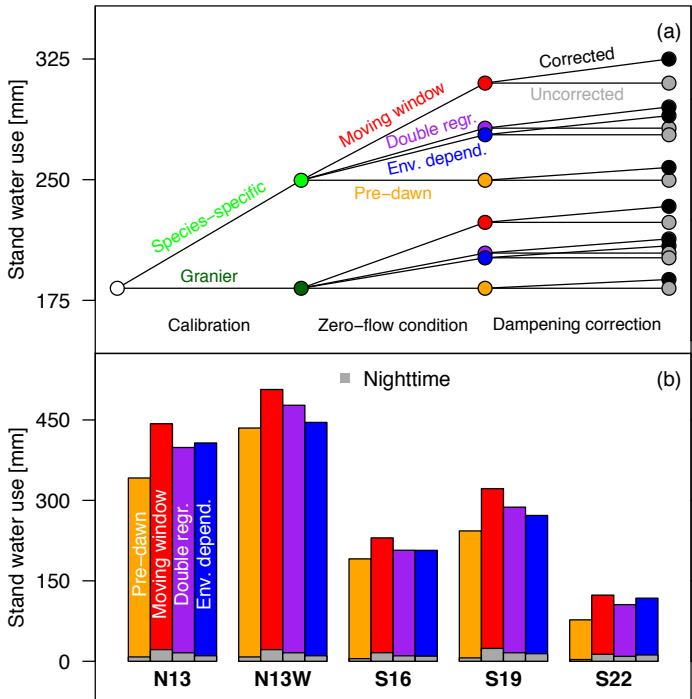 (a)
325
250
175
Stand water use [mm]
Species−specific
Granier
Moving window
Double regr.
Env. depend.
Pre−dawn
Corrected
Uncorrected
Calibration
Zero−flow condition
Dampening correction
(b)
Nighttime
450
300
150
0
Stand water use [mm]
Pre−dawn
Moving window
Double regr.
Env. depend.
N13
N13W
S16
S19
S22